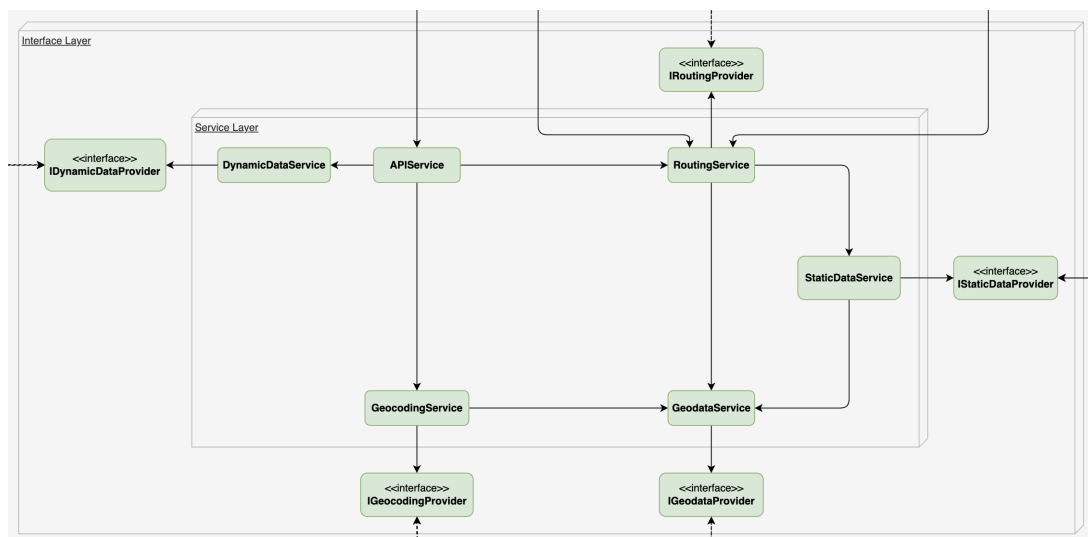 Interface Layer
<<interface>>
IRoutingProvider
Service Layer
<<interface>>
IDynamicDataProvider
DynamicDataService
APIService
RoutingService
StaticDataService
<<interface>>
IStaticDataProvider
GeocodingService
GeodataService
<<interface>>
IGeocodingProvider
<<interface>>
IGeodataProvider